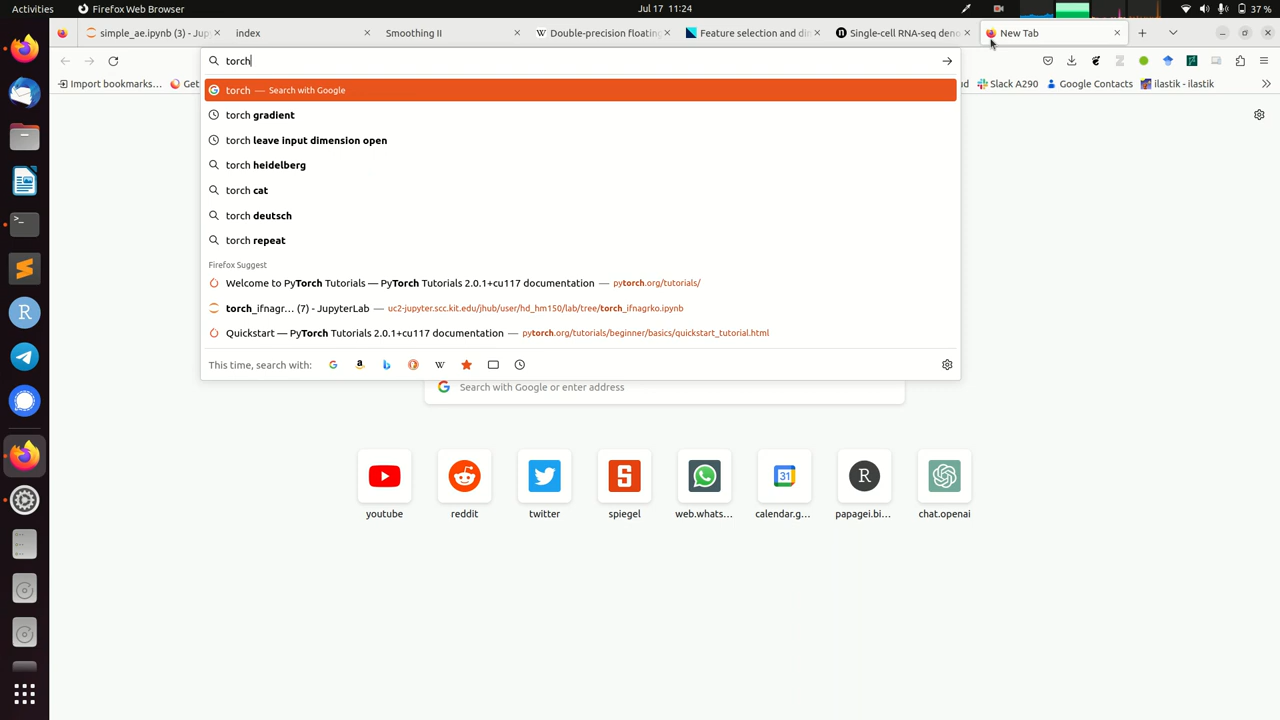 Activities
Firefox Web Browser
Jul 17 11:24
37 %
simple_ae.ipynb (3) - Jup
index
Smoothing II
Double-precision floating
Feature selection and di
Single-cell RNA-seq deno
New Tab
torch
Import bookmarks...
Get
Slack A290
Google Contacts
ilastik - ilastik
torch — Search with Google
torch gradient
torch leave input dimension open
torch heidelberg
torch cat
torch deutsch
torch repeat
Firefox Suggest
Welcome to PyTorch Tutorials — PyTorch Tutorials 2.0.1+cu117 documentation — pytorch.org/tutorials/
torch_ifnagr... (7) - JupyterLab — uc2-jupyter.scc.kit.edu/jhub/user/hd_hm150/lab/tree/torch_ifnagrko.ipynb
Quickstart — PyTorch Tutorials 2.0.1+cu117 documentation — pytorch.org/tutorials/beginner/basics/quickstart_tutorial.html
This time, search with:
Search with Google or enter address
youtube
reddit
twitter
spiegel
web.whats...
calendar.g...
papagei.bi...
chat.openai